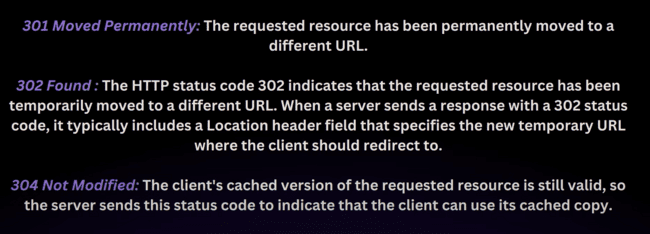 301 Moved Permanently: The requested resource has been permanently moved to a
different URL.
302 Found : The HTTP status code 302 indicates that the requested resource has been
temporarily moved to a different URL. When a server sends a response with a 302 status
code, it typically includes a Location header field that specifies the new temporary URL
where the client should redirect to.
304 Not Modified: The client's cached version of the requested resource is still valid, so
the server sends this status code to indicate that the client can use its cached copy.